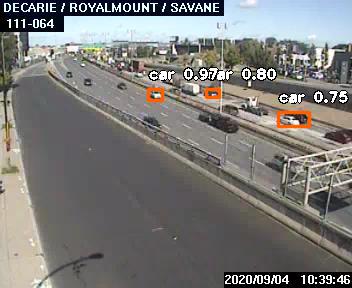 DECARIE / ROYALMOUNT / SAVANE
111-064
car 0.97 ar 0.80
car 0.75
2020/09/04 10:39:46